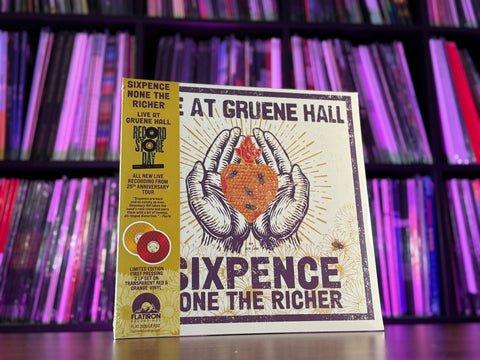 SIXPENCE
NONE THE
RICHER
LIVE AT
GRUENE HALL
RECORD
STORE
DAY
ALL NEW LIVE
RECORDING FROM
25TH ANNIVERSARY
TOUR
LIMITED EDITION
FIRST PRESSING
2 LP SET ON
TRANSPARENT RED &
ORANGE VINYL
FLATIRON
RECORDINGS
E AT GRUENE HALL
SIXPENCE
NONE THE RICHER